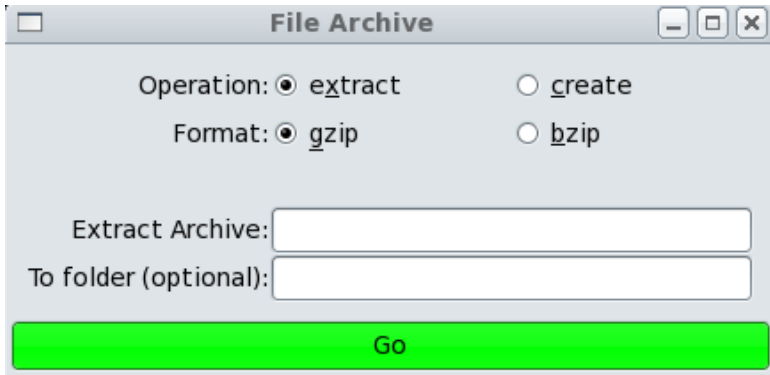 File Archive
Operation: extract create
Format: gzip bzip
Extract Archive:
To folder (optional):
Go